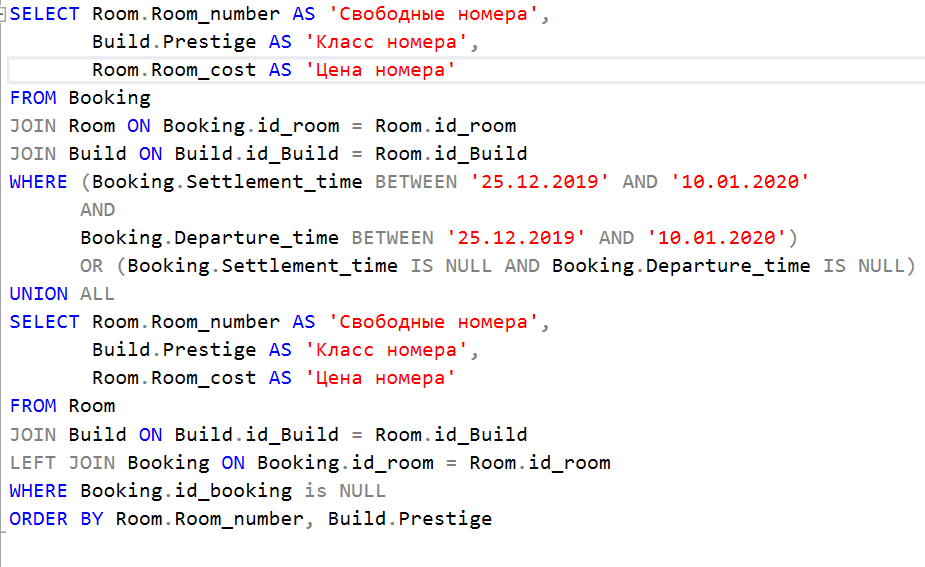 SELECT Room.Room_number AS 'Свободные номера',
Build.Prestige AS 'Класс номера',
Room.Room_cost AS 'Цена номера'
FROM Booking
JOIN Room ON Booking.id_room = Room.id_room
JOIN Build ON Build.id_Build = Room.id_Build
WHERE (Booking.Settlement_time BETWEEN '25.12.2019' AND '10.01.2020'
AND
Booking.Departure_time BETWEEN '25.12.2019' AND '10.01.2020')
OR (Booking.Settlement_time IS NULL AND Booking.Departure_time IS NULL)
UNION ALL
SELECT Room.Room_number AS 'Свободные номера',
Build.Prestige AS 'Класс номера',
Room.Room_cost AS 'Цена номера'
FROM Room
JOIN Build ON Build.id_Build = Room.id_Build
LEFT JOIN Booking ON Booking.id_room = Room.id_room
WHERE Booking.id_booking is NULL
ORDER BY Room.Room_number, Build.Prestige